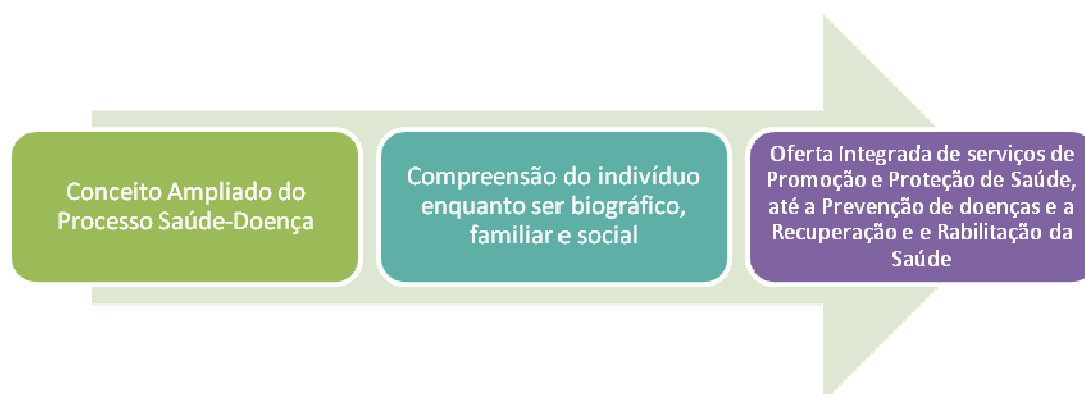 Conceito Ampliado do
Processo Saúde-Doença
Compreensão do indivíduo
enquanto ser biográfico,
familiar e social
Oferta Integrada de serviços de
Promoção e Proteção de Saúde,
até a Prevenção de doenças e a
Recuperação e e Rabilitação da
Saúde